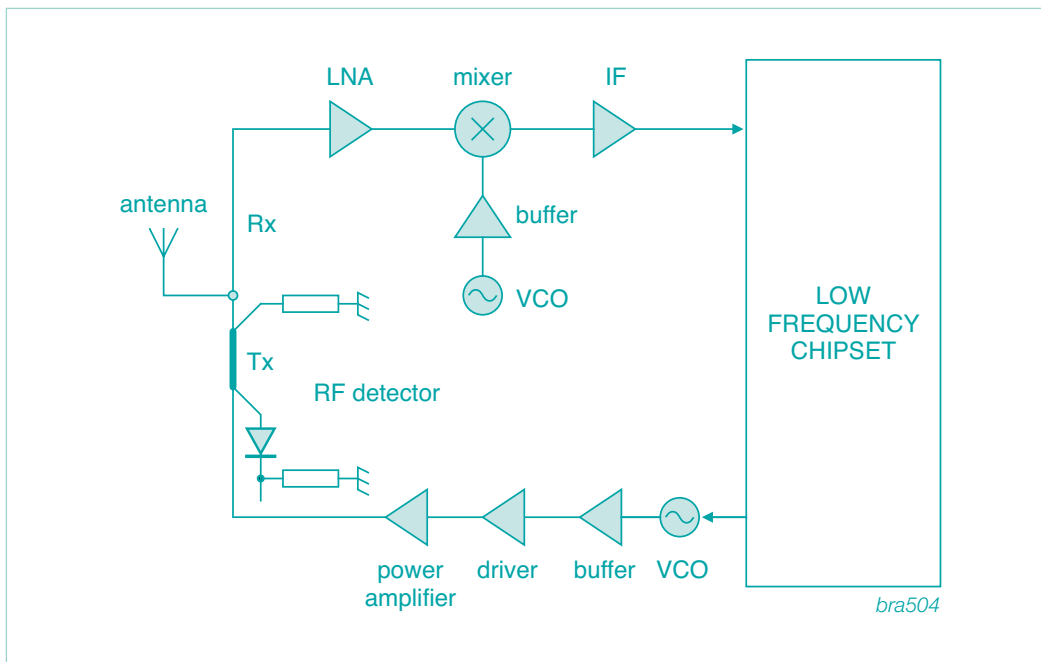 LNA
mixer
IF
antenna
Rx
buffer
VCO
LOW
FREQUENCY
CHIPSET
Tx
RF detector
power
amplifier
driver
buffer
VCO
bra504